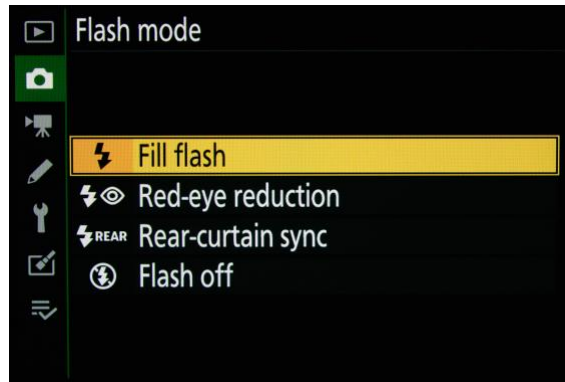 Flash mode
Fill flash
Red-eye reduction
REAR Rear-curtain sync
Flash off